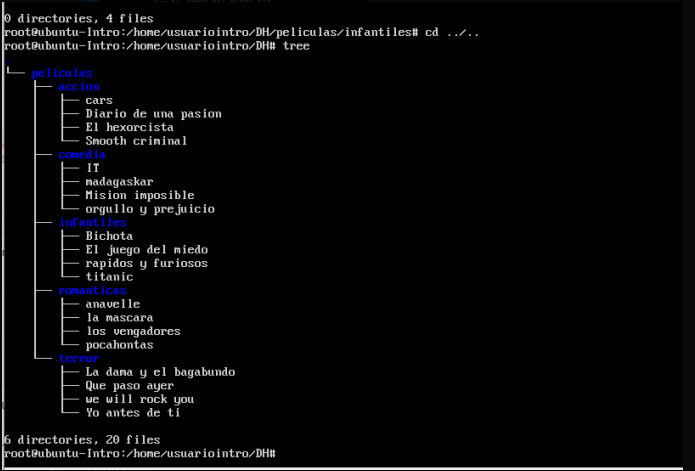 0 directories, 4 files
root@ubuntu-Intro:/home/usuariointro/DH/peliculas/infantiles# cd ../..
root@ubuntu-Intro:/home/usuariointro/DH# tree
.
└── peliculas
    ├── accion
    │   ├── cars
    │   ├── Diario de una pasion
    │   ├── El hexorcista
    │   └── Smooth criminal
    ├── comedia
    │   ├── IT
    │   ├── madagaskar
    │   ├── Mision imposible
    │   └── orgullo y prejuicio
    ├── infantiles
    │   ├── Bichota
    │   ├── El juego del miedo
    │   ├── rapidos y furiosos
    │   └── titanic
    ├── romanticas
    │   ├── anavelle
    │   ├── la mascara
    │   ├── los vengadores
    │   └── pocahontas
    └── terror
        ├── La dama y el bagabundo
        ├── Que paso ayer
        ├── we will rock you
        └── Yo antes de ti
6 directories, 20 files
root@ubuntu-Intro:/home/usuariointro/DH#